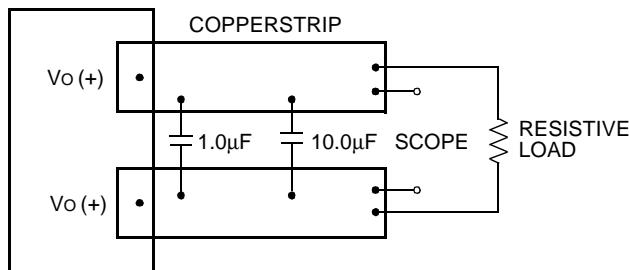 COPPERSTRIP
VO (+)
1.0µF
10.0µF
SCOPE
RESISTIVE
LOAD
VO (+)